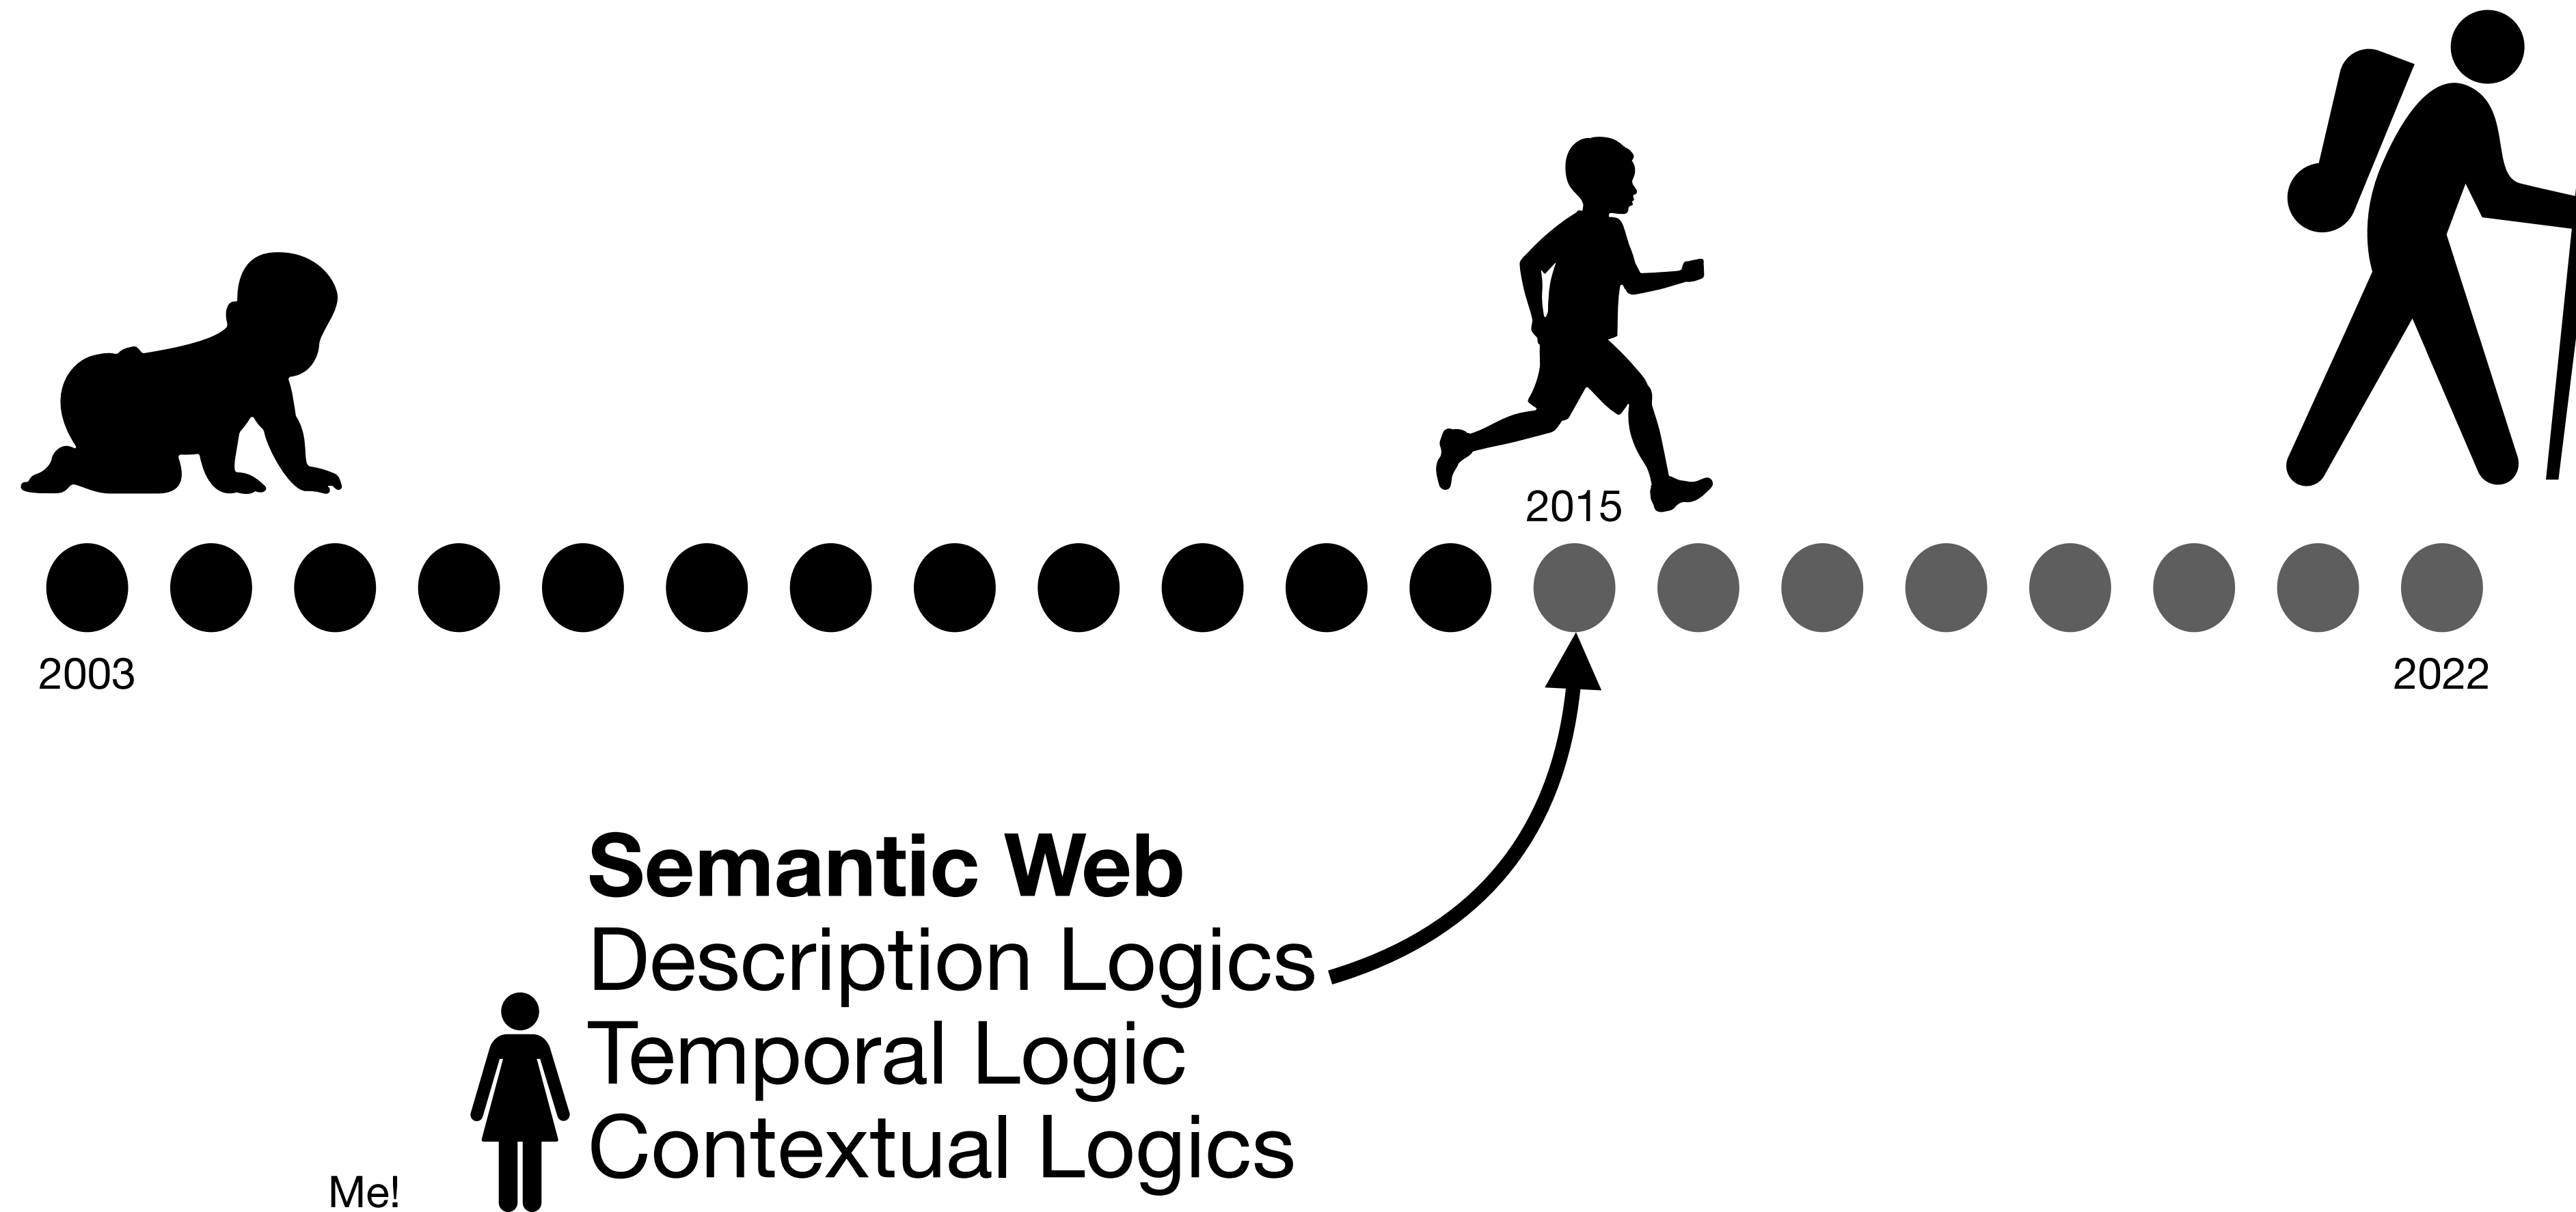 2015
2003
2022
Semantic Web
Description Logics
Temporal Logic
Contextual Logics
Me!